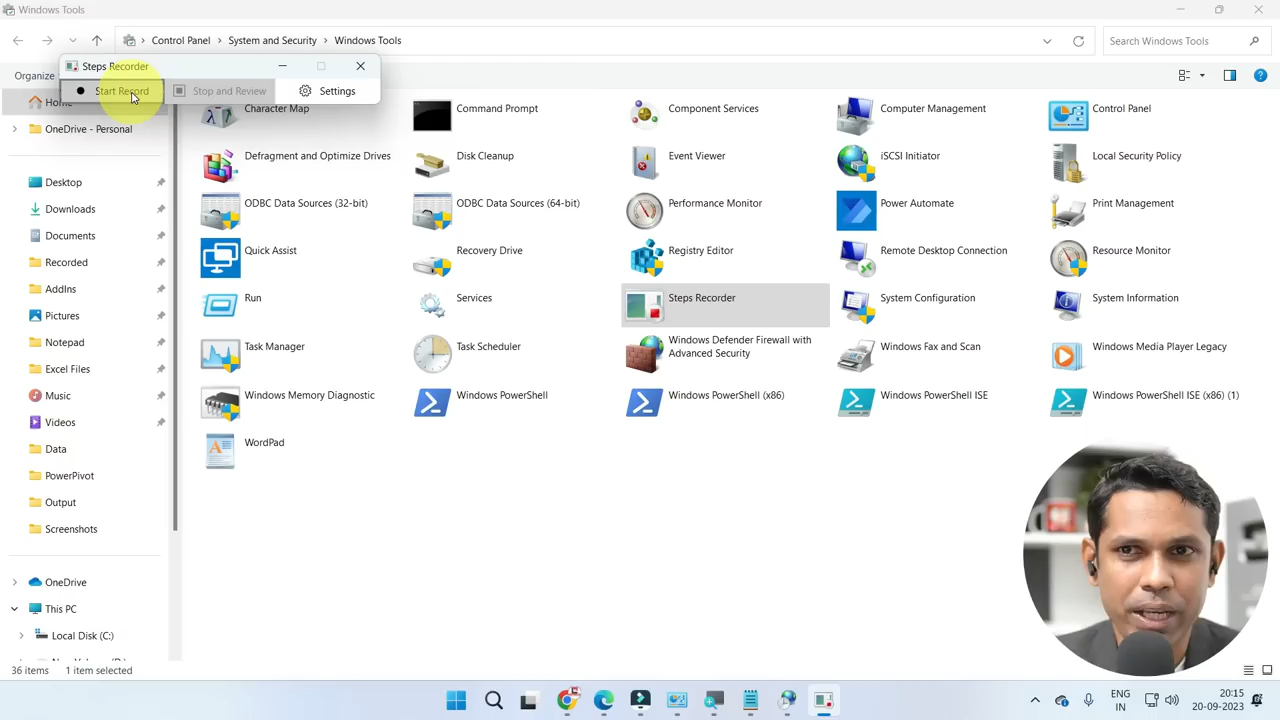 Windows Tools
Control Panel
System and Security
Windows Tools
Search Windows Tools
Steps Recorder
Organize
Start Record
Stop and Review
Settings
Home
OneDrive - Personal
Desktop
Downloads
Documents
Recorded
AddIns
Pictures
Notepad
Excel Files
Music
Videos
Data
PowerPivot
Output
Screenshots
OneDrive
This PC
Local Disk (C:)
Character Map
Command Prompt
Component Services
Computer Management
Control Panel
Defragment and Optimize Drives
Disk Cleanup
Event Viewer
iSCSI Initiator
Local Security Policy
ODBC Data Sources (32-bit)
ODBC Data Sources (64-bit)
Performance Monitor
Power Automate
Print Management
Quick Assist
Recovery Drive
Registry Editor
Remote Desktop Connection
Resource Monitor
Run
Services
Steps Recorder
System Configuration
System Information
Task Manager
Task Scheduler
Windows Defender Firewall with
Advanced Security
Windows Fax and Scan
Windows Media Player Legacy
Windows Memory Diagnostic
Windows PowerShell
Windows PowerShell (x86)
Windows PowerShell ISE
Windows PowerShell ISE (x86) (1)
WordPad
36 items
1 item selected
ENG
IN
20:15
20-09-2023